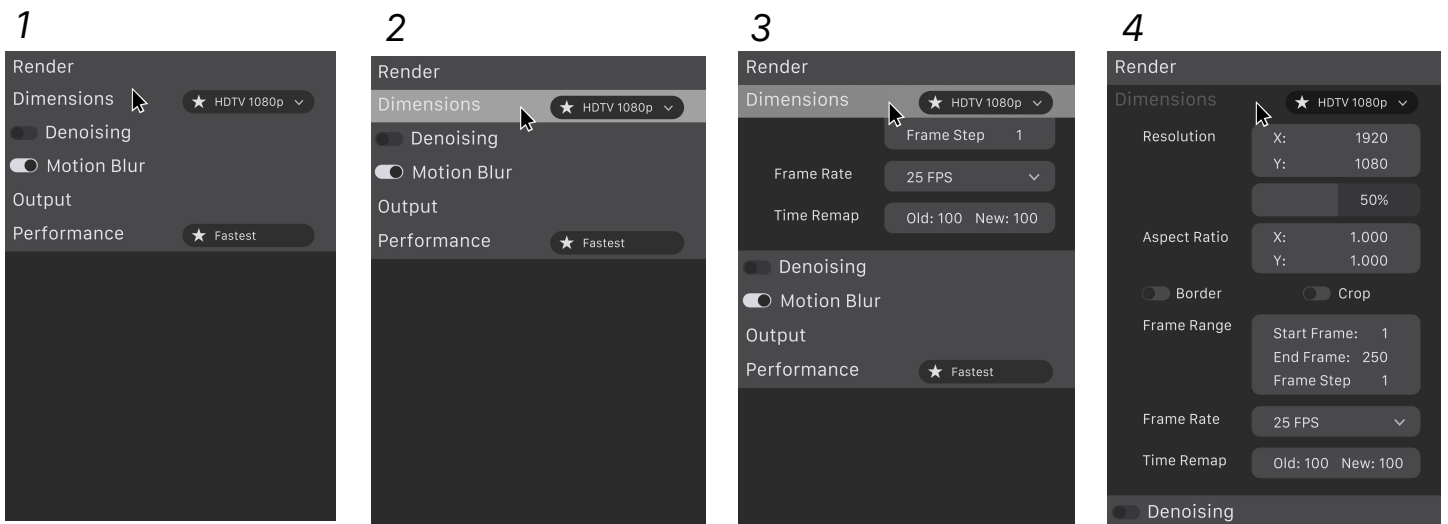 1
Render
Dimensions ★ HDTV 1080p
Denoising
Motion Blur
Output
Performance ★ Fastest
2
Render
Dimensions ★ HDTV 1080p
Denoising
Motion Blur
Output
Performance ★ Fastest
3
Render
Dimensions ★ HDTV 1080p
Frame Step 1
Frame Rate 25 FPS
Time Remap Old: 100 New: 100
Denoising
Motion Blur
Output
Performance ★ Fastest
4
Render
Dimensions ★ HDTV 1080p
Resolution X: 1920
Y: 1080
50%
Aspect Ratio X: 1.000
Y: 1.000
Border Crop
Frame Range Start Frame: 1
End Frame: 250
Frame Step 1
Frame Rate 25 FPS
Time Remap Old: 100 New: 100
Denoising